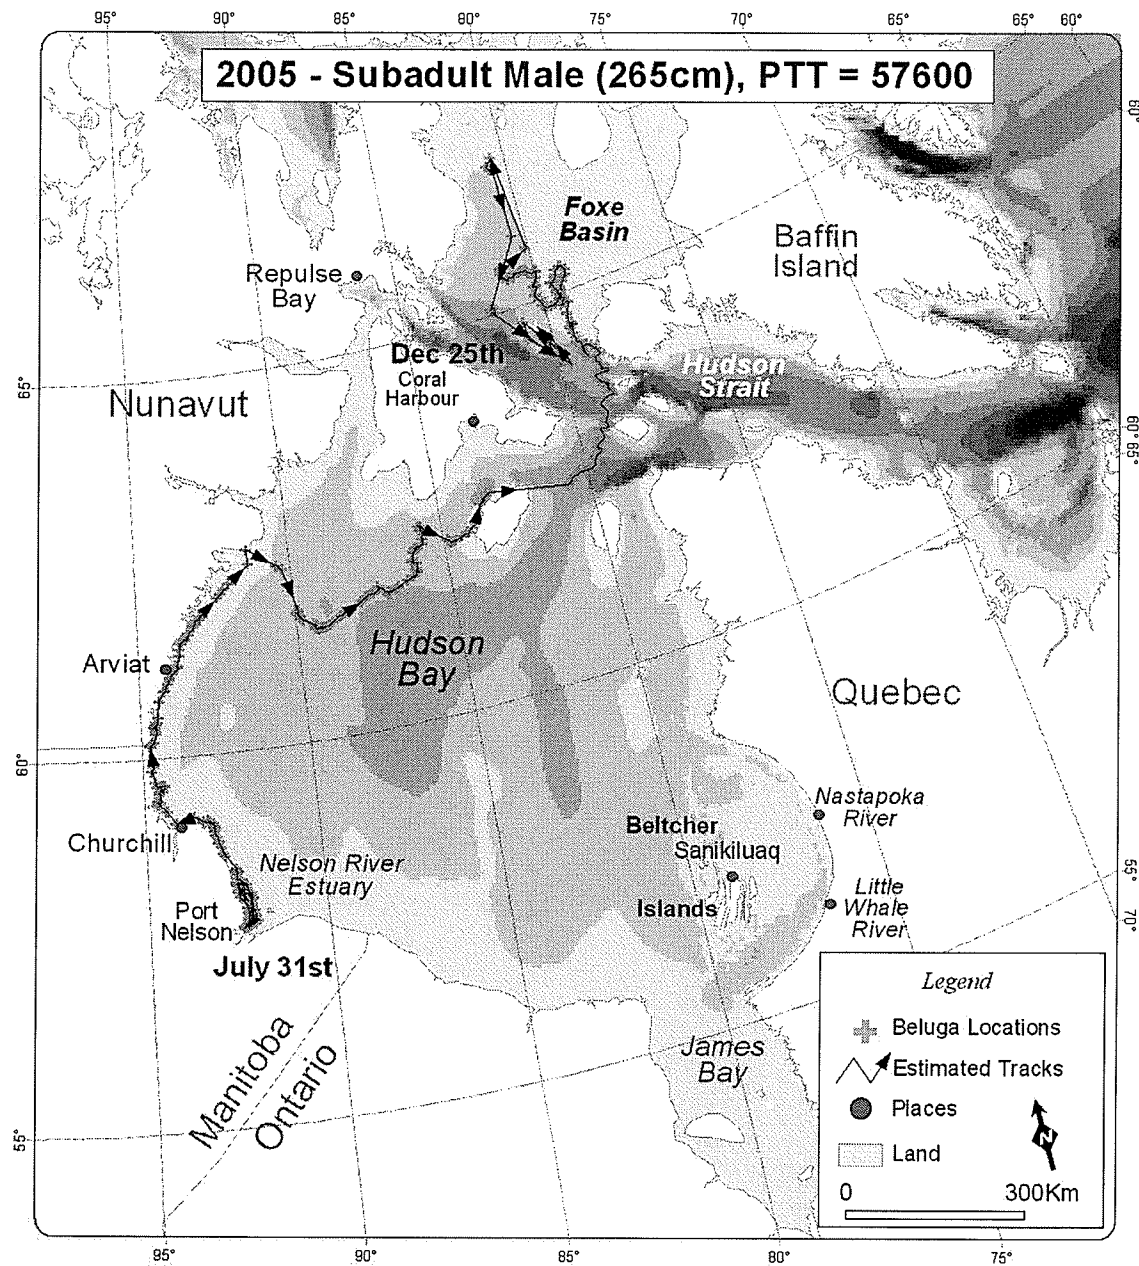 95°
90°
85°
80°
75°
70°
65°
65°
60°
2005 - Subadult Male (265cm), PTT = 57600
60°
Foxe
Basin
Baffin
Island
Repulse
Bay
Dec 25th
Coral
Harbour
Hudson
Strait
65°
Nunavut
60°
65°
Hudson
Bay
Arviat
Quebec
60°
Nastapoka
River
Beltcher
Sanikiluaq
Islands
Churchill
Nelson River
Estuary
Little
Whale
River
55°
70°
Port
Nelson
July 31st
Manitoba
Ontario
James
Bay
55°
Legend
Beluga Locations
Estimated Tracks
Places
Land
N
0
300Km
95°
90°
85°
80°
75°